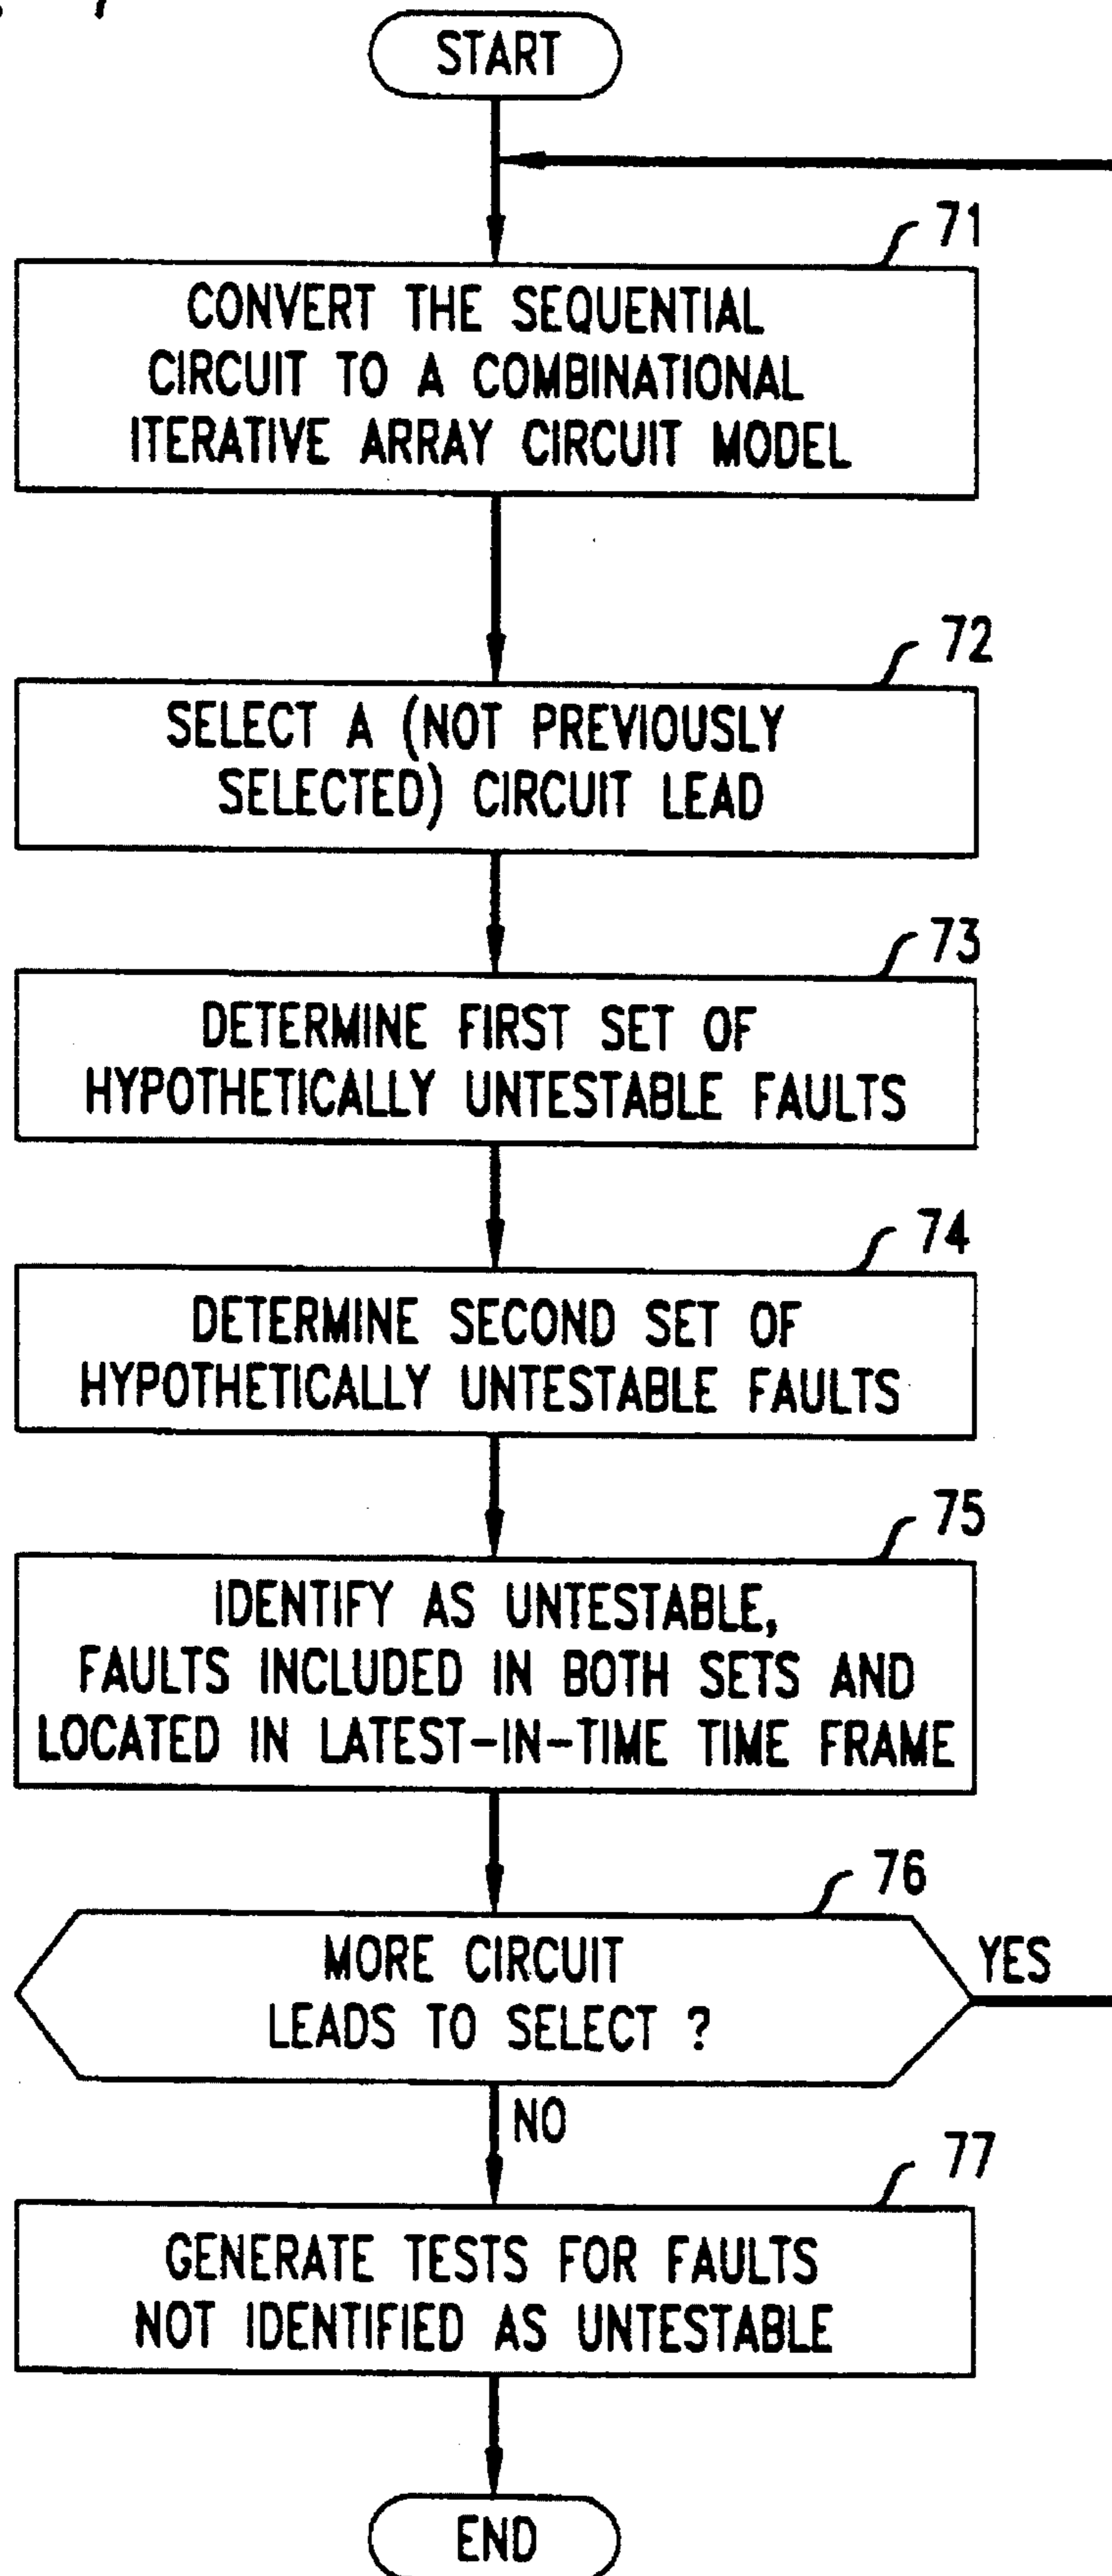 START
71
CONVERT THE SEQUENTIAL
CIRCUIT TO A COMBINATIONAL
ITERATIVE ARRAY CIRCUIT MODEL
72
SELECT A (NOT PREVIOUSLY
SELECTED) CIRCUIT LEAD
73
DETERMINE FIRST SET OF
HYPOTHETICALLY UNTESTABLE FAULTS
74
DETERMINE SECOND SET OF
HYPOTHETICALLY UNTESTABLE FAULTS
75
IDENTIFY AS UNTESTABLE,
FAULTS INCLUDED IN BOTH SETS AND
LOCATED IN LATEST-IN-TIME TIME FRAME
76
MORE CIRCUIT
LEADS TO SELECT ?
YES
NO
77
GENERATE TESTS FOR FAULTS
NOT IDENTIFIED AS UNTESTABLE
END